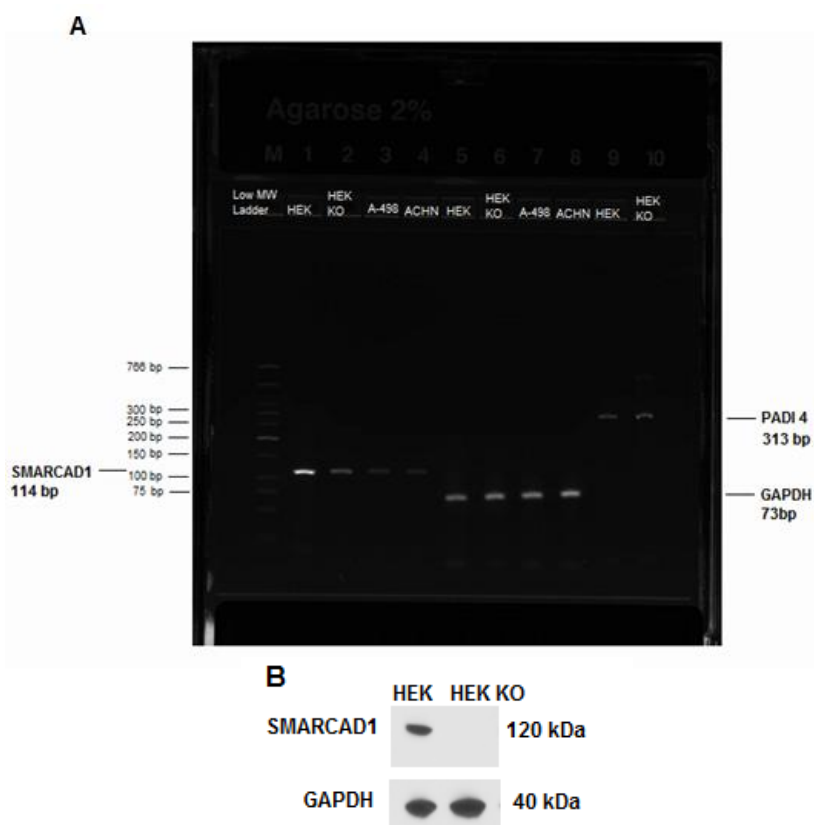 A
Agarose 2%
M 1 2 3 4 5 6 7 8 9 10
Low MW Ladder HEK HEK KO A-498 ACHN HEK HEK KO A-498 ACHN HEK HEK KO
766 bp
300 bp
250 bp
200 bp
150 bp
100 bp
75 bp
SMARCAD1
114 bp
PADI 4
313 bp
GAPDH
73bp
B
HEK HEK KO
SMARCAD1 120 kDa
GAPDH 40 kDa